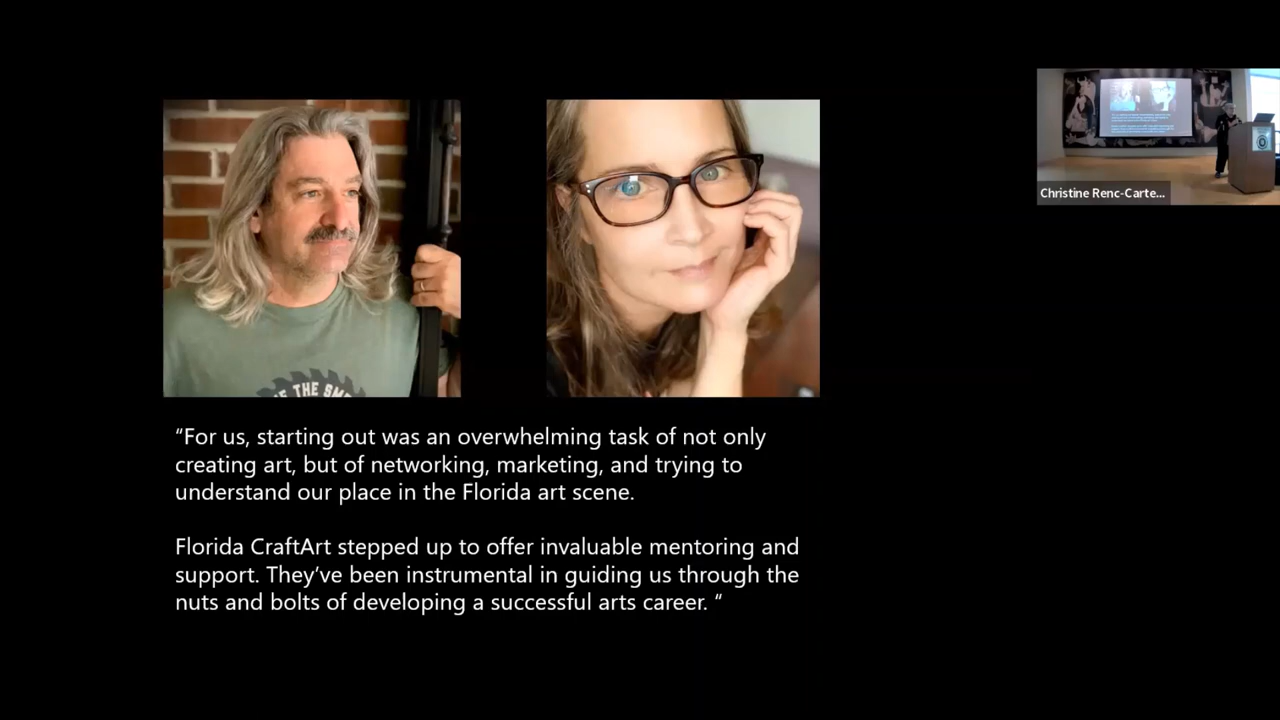 Christine Renc-Carte...
THE SM
“For us, starting out was an overwhelming task of not only
creating art, but of networking, marketing, and trying to
understand our place in the Florida art scene.
Florida CraftArt stepped up to offer invaluable mentoring and
support. They’ve been instrumental in guiding us through the
nuts and bolts of developing a successful arts career. “